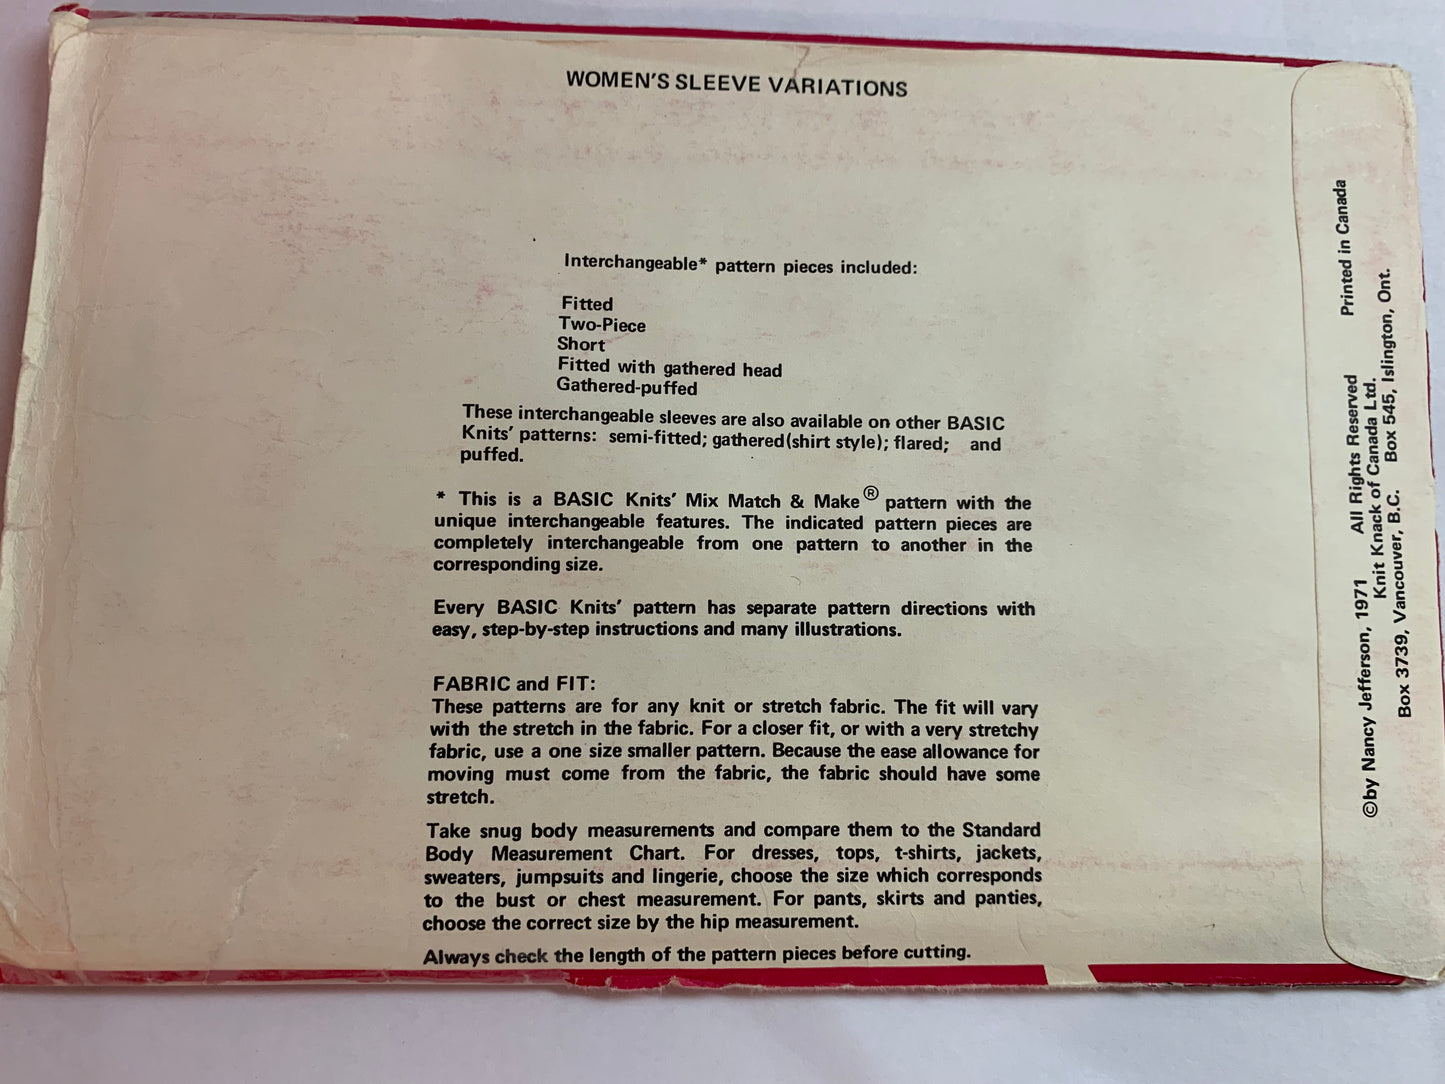 WOMEN'S SLEEVE VARIATIONS
Interchangeable* pattern pieces included:
Fitted
Two-Piece
Short
Fitted with gathered head
Gathered-puffed
These interchangeable sleeves are also available on other BASIC
Knits' patterns: semi-fitted; gathered(shirt style); flared; and
puffed.
* This is a BASIC Knits' Mix Match & Make® pattern with the
unique interchangeable features. The indicated pattern pieces are
completely interchangeable from one pattern to another in the
corresponding size.
Every BASIC Knits' pattern has separate pattern directions with
easy, step-by-step instructions and many illustrations.
FABRIC and FIT:
These patterns are for any knit or stretch fabric. The fit will vary
with the stretch in the fabric. For a closer fit, or with a very stretchy
fabric, use a one size smaller pattern. Because the ease allowance for
moving must come from the fabric, the fabric should have some
stretch.
Take snug body measurements and compare them to the Standard
Body Measurement Chart. For dresses, tops, t-shirts, jackets,
sweaters, jumpsuits and lingerie, choose the size which corresponds
to the bust or chest measurement. For pants, skirts and panties,
choose the correct size by the hip measurement.
Always check the length of the pattern pieces before cutting.
©by Nancy Jefferson, 1971 All Rights Reserved Printed in Canada
Knit Knack of Canada Ltd.
Box 3739, Vancouver, B.C. Box 545, Islington, Ont.